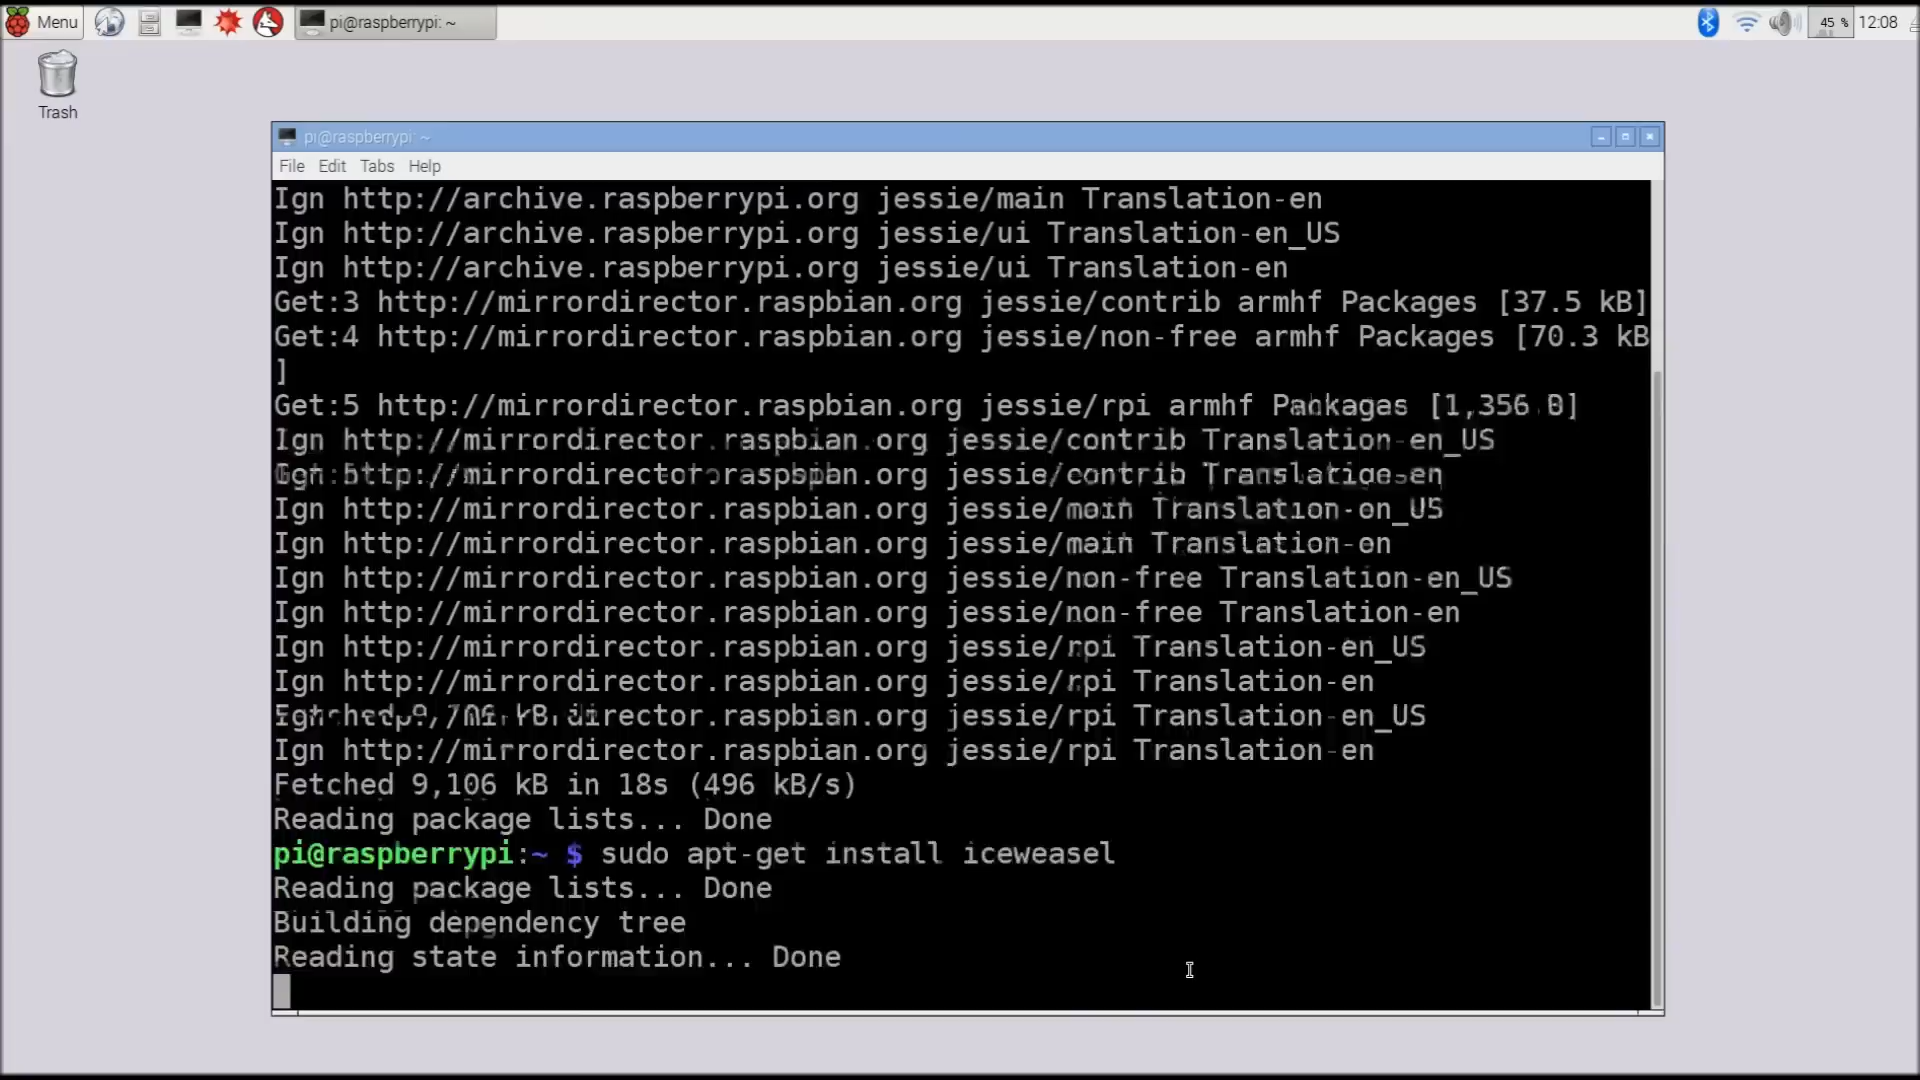 Menu pi@raspberrypi: ~ 45 % 12:08
Trash
pi@raspberrypi: ~
File Edit Tabs Help
Ign http://archive.raspberrypi.org jessie/main Translation-en
Ign http://archive.raspberrypi.org jessie/ui Translation-en_US
Ign http://archive.raspberrypi.org jessie/ui Translation-en
Get:3 http://mirrordirector.raspbian.org jessie/contrib armhf Packages [37.5 kB]
Get:4 http://mirrordirector.raspbian.org jessie/non-free armhf Packages [70.3 kB
]
Get:5 http://mirrordirector.raspbian.org jessie/rpi armhf [1,356 B]
Ign http://mirrordirector.raspbian.org jessie/contrib Translation-en_US
http://mirrordirector.raspbian.org jessie/contrib
Ign http://mirrordirector.raspbian.org jessie/main Translation-en_US
Ign http://mirrordirector.raspbian.org jessie/main Translation-en
Ign http://mirrordirector.raspbian.org jessie/non-free Translation-en_US
Ign http://mirrordirector.raspbian.org jessie/non-free Translation-en
Ign http://mirrordirector.raspbian.org jessie/rpi Translation-en_US
Ign http://mirrordirector.raspbian.org jessie/rpi Translation-en
jessie/rpi Translation-en_US
Ign http://mirrordirector.raspbian.org jessie/rpi Translation-en
Fetched 9,106 kB in 18s (496 kB/s)
Reading package lists... Done
pi@raspberrypi:~ $ sudo apt-get install iceweasel
Reading package lists... Done
Building dependency tree
Reading state information... Done